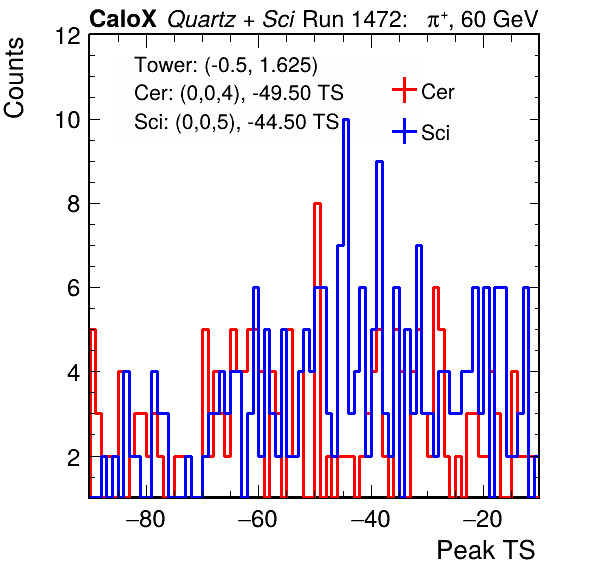 CaloX Quartz + Sci Run 1472: π+, 60 GeV
Tower: (-0.5, 1.625)
Cer: (0,0,4), -49.50 TS
Sci: (0,0,5), -44.50 TS
Cer
Sci
Counts
12
10
8
6
4
2
−80 −60 −40 −20
Peak TS